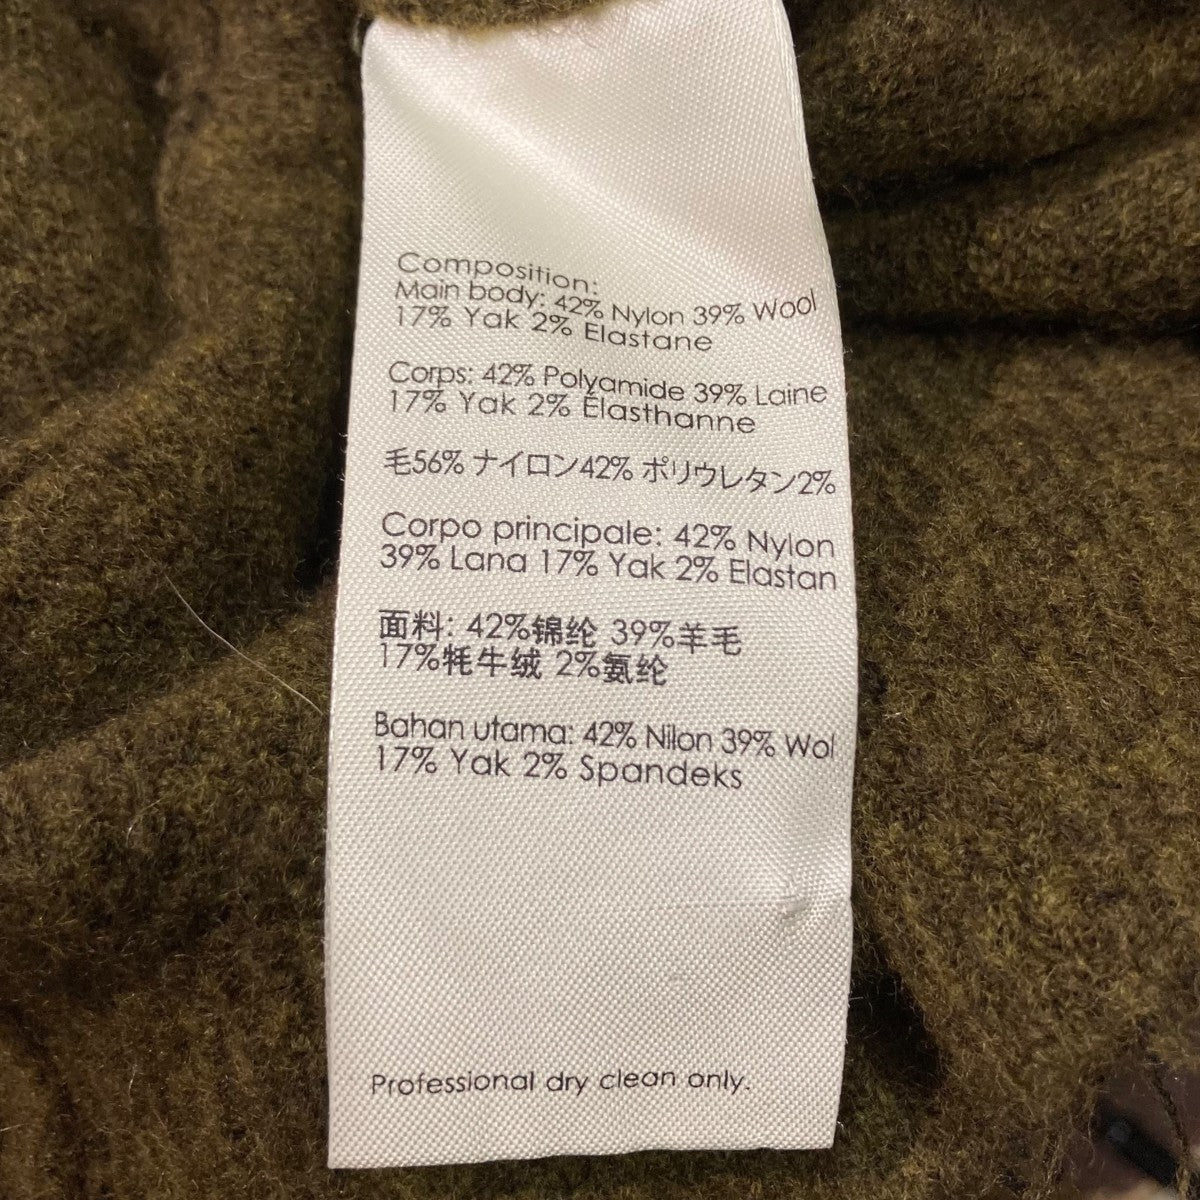 Composition:
Main body: 42% Nylon 39% Wool
17% Yak 2% Elastane
Corps: 42% Polyamide 39% Laine
17% Yak 2% Élasthanne
毛56% ナイロン42% ポリウレタン2%
Corpo principale: 42% Nylon
39% Lana 17% Yak 2% Elastan
面料: 42%锦纶 39%羊毛
17%牦牛绒 2%氨纶
Bahan utama: 42% Nilon 39% Wol
17% Yak 2% Spandeks
Professional dry clean only.